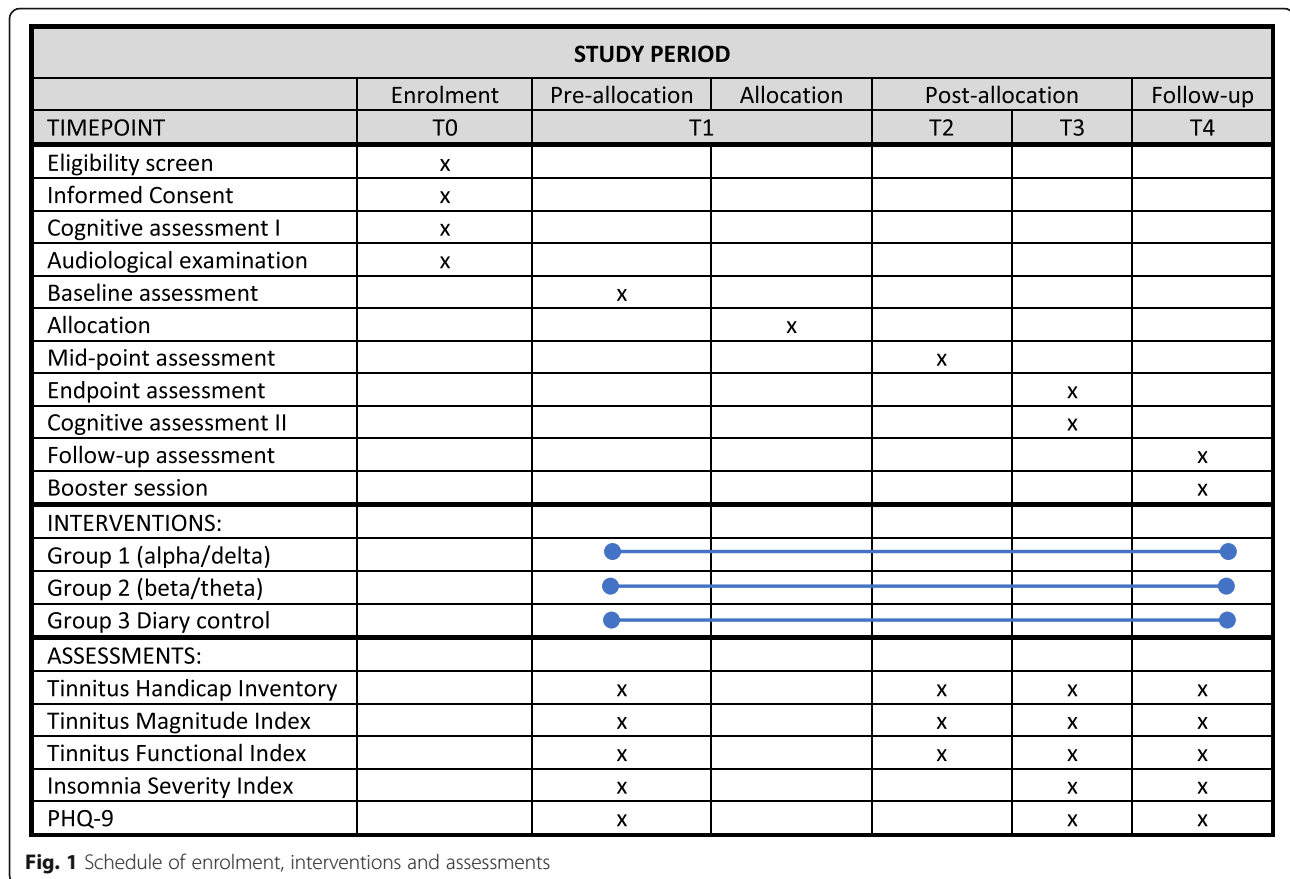 STUDY PERIOD
Enrolment Pre-allocation Allocation Post-allocation Follow-up
TIMEPOINT T0 T1 T2 T3 T4
Eligibility screen x
Informed Consent x
Cognitive assessment I x
Audiological examination x
Baseline assessment x
Allocation x
Mid-point assessment x
Endpoint assessment x
Cognitive assessment II x
Follow-up assessment x
Booster session x
INTERVENTIONS:
Group 1 (alpha/delta)
Group 2 (beta/theta)
Group 3 Diary control
ASSESSMENTS:
Tinnitus Handicap Inventory x x x x
Tinnitus Magnitude Index x x x x
Tinnitus Functional Index x x x x
Insomnia Severity Index x x x
PHQ-9 x x x
Fig. 1 Schedule of enrolment, interventions and assessments